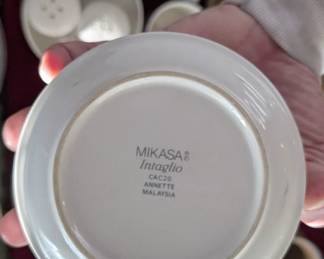 MIKASA
Intaglio
CAC20
ANNETTE
MALAYSIA